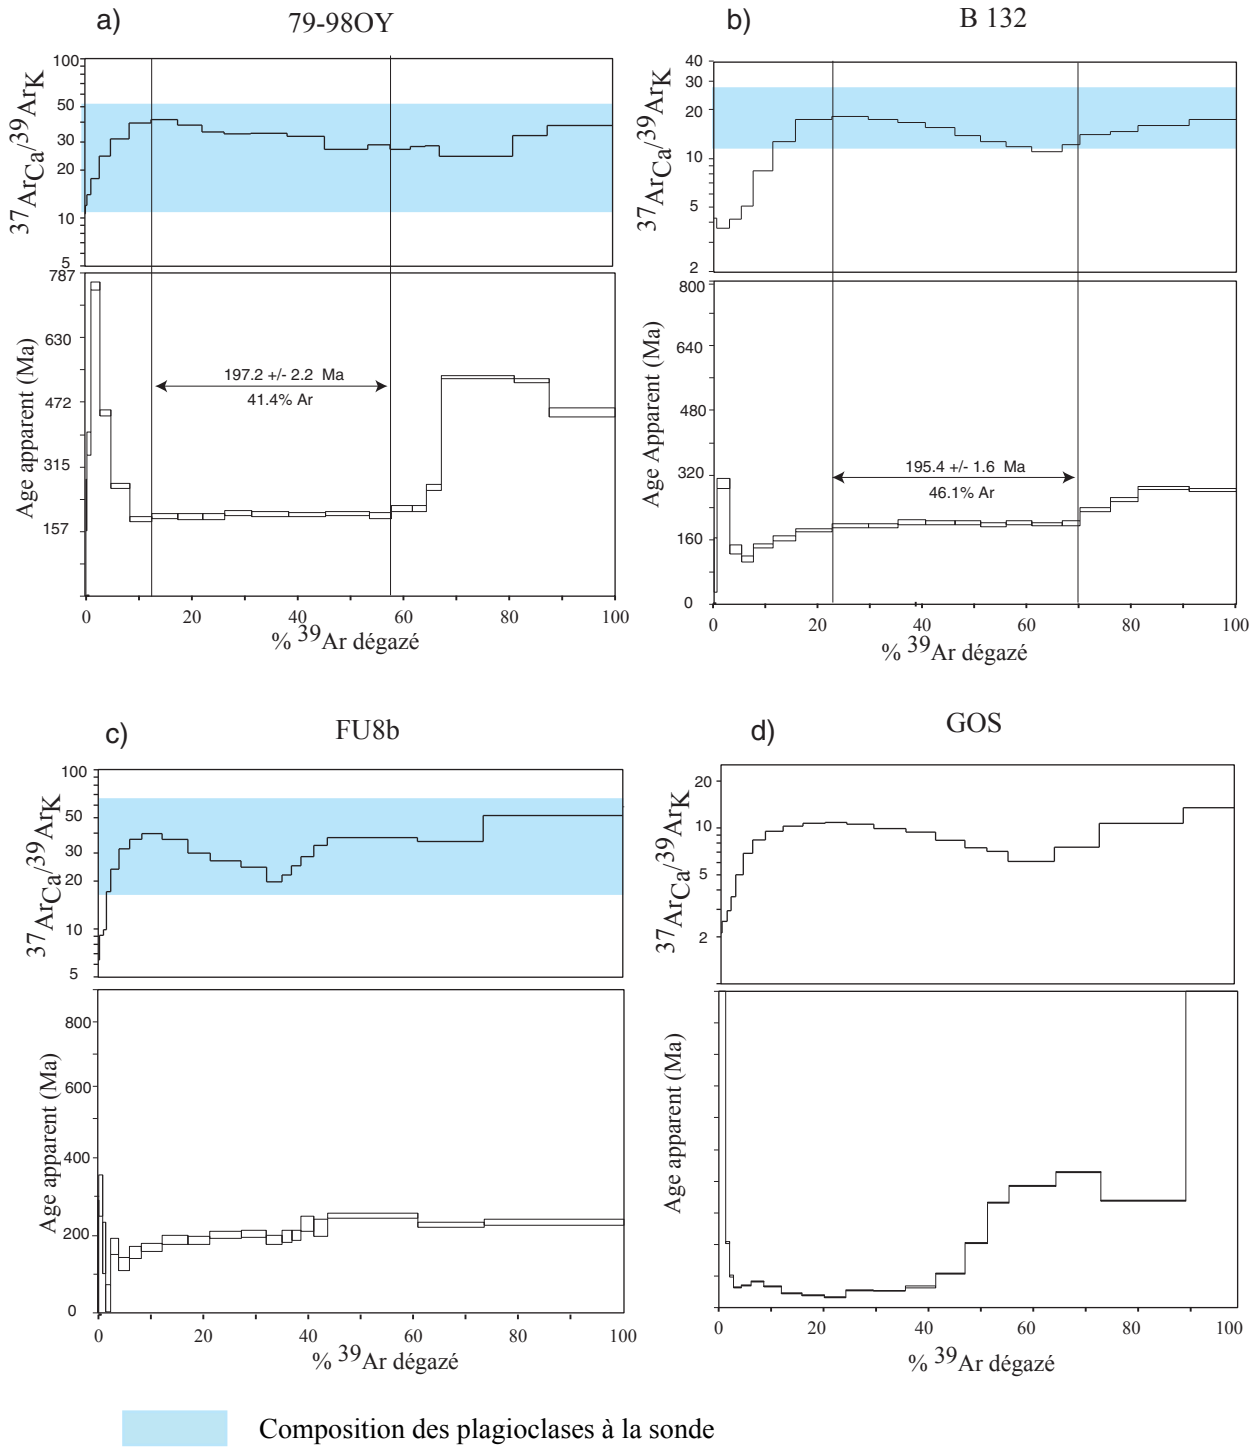 a)
79-98OY
37ArCa/39ArK
100
50
30
20
10
5
Age apparent (Ma)
787
630
472
315
157
197.2 +/- 2.2 Ma
41.4% Ar
0
20
40
60
80
100
% 39Ar dégazé
b)
B 132
37ArCa/39ArK
40
30
20
10
5
2
Age Apparent (Ma)
800
640
480
320
160
0
195.4 +/- 1.6 Ma
46.1% Ar
0
20
40
60
80
100
% 39Ar dégazé
c)
FU8b
37ArCa/39ArK
100
50
30
20
10
5
Age apparent (Ma)
800
600
400
200
0
0
20
40
60
80
100
% 39Ar dégazé
d)
GOS
37ArCa/39ArK
20
10
5
2
Age apparent (Ma)
0
20
40
60
80
100
% 39Ar dégazé
Composition des plagioclases à la sonde